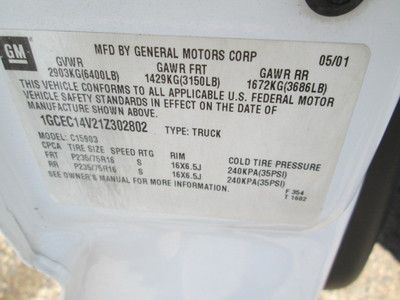 GM
MFD BY GENERAL MOTORS CORP 05/01
GVWR GAWR FRT GAWR RR
2903KG(6400LB) 1429KG(3150LB) 1672KG(3686LB)
THIS VEHICLE CONFORMS TO ALL APPLICABLE U.S. FEDERAL MOTOR
VEHICLE SAFETY STANDARDS IN EFFECT ON THE DATE OF
MANUFACTURE SHOWN ABOVE.
1GCEC14V21Z302802 TYPE: TRUCK
MODEL: C15903
CPCA TIRE SIZE SPEED RTG RIM COLD TIRE PRESSURE
FRT P235/75R16 S 16X6.5J 240KPA(35PSI)
RR P235/75R16 S 16X6.5J 240KPA(35PSI)
SEE OWNER'S MANUAL FOR MORE INFORMATION.
F 354
T 1602